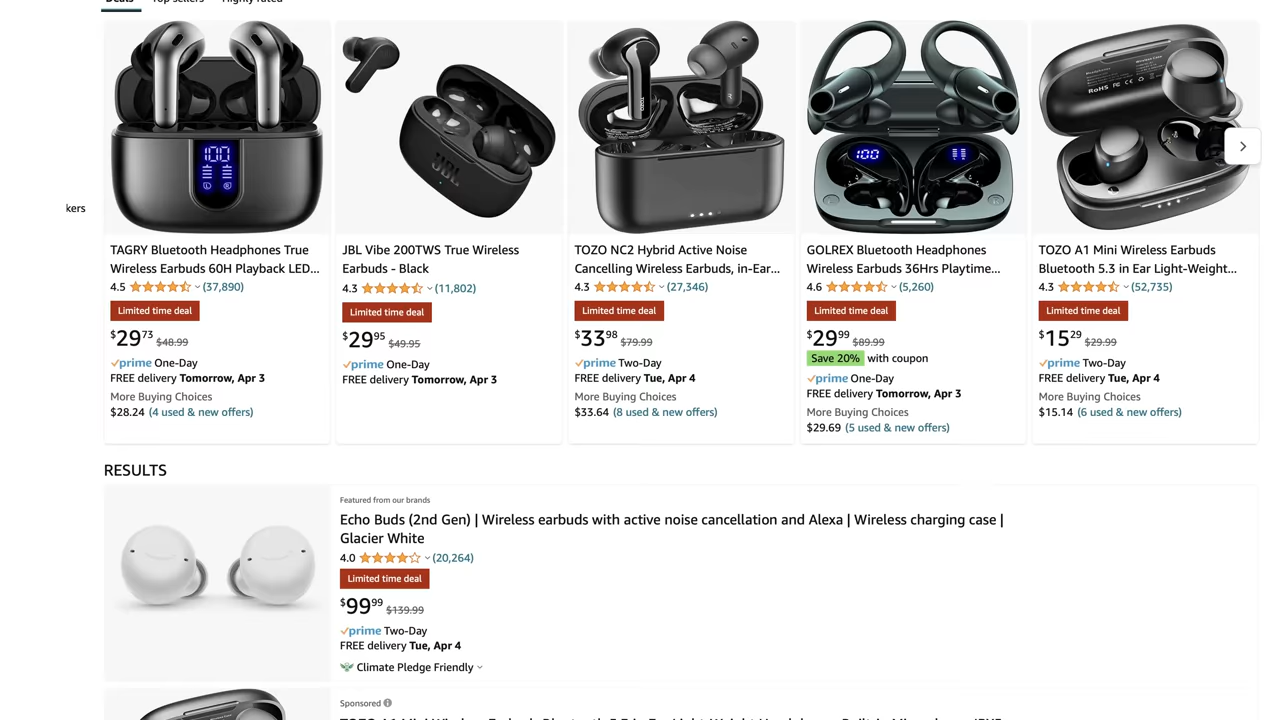 Deals Top Sellers Highly rated
kers
100
JBL
TOZO
100
RoHS
TAGRY Bluetooth Headphones True
Wireless Earbuds 60H Playback LED...
4.5 (37,890)
Limited time deal
$29 73 $48.99
prime One-Day
FREE delivery Tomorrow, Apr 3
More Buying Choices
$28.24 (4 used & new offers)
JBL Vibe 200TWS True Wireless
Earbuds - Black
4.3 (11,802)
Limited time deal
$29 95 $49.95
prime One-Day
FREE delivery Tomorrow, Apr 3
TOZO NC2 Hybrid Active Noise
Cancelling Wireless Earbuds, in-Ear...
4.3 (27,346)
Limited time deal
$33 98 $79.99
prime Two-Day
FREE delivery Tue, Apr 4
More Buying Choices
$33.64 (8 used & new offers)
GOLREX Bluetooth Headphones
Wireless Earbuds 36Hrs Playtime...
4.6 (5,260)
Limited time deal
$29 99 $89.99
Save 20% with coupon
prime One-Day
FREE delivery Tomorrow, Apr 3
More Buying Choices
$29.69 (5 used & new offers)
TOZO A1 Mini Wireless Earbuds
Bluetooth 5.3 in Ear Light-Weight...
4.3 (52,735)
Limited time deal
$15 29 $29.99
prime Two-Day
FREE delivery Tue, Apr 4
More Buying Choices
$15.14 (6 used & new offers)
RESULTS
Featured from our brands
Echo Buds (2nd Gen) | Wireless earbuds with active noise cancellation and Alexa | Wireless charging case |
Glacier White
4.0 (20,264)
Limited time deal
$99 99 $139.99
prime Two-Day
FREE delivery Tue, Apr 4
Climate Pledge Friendly
Sponsored